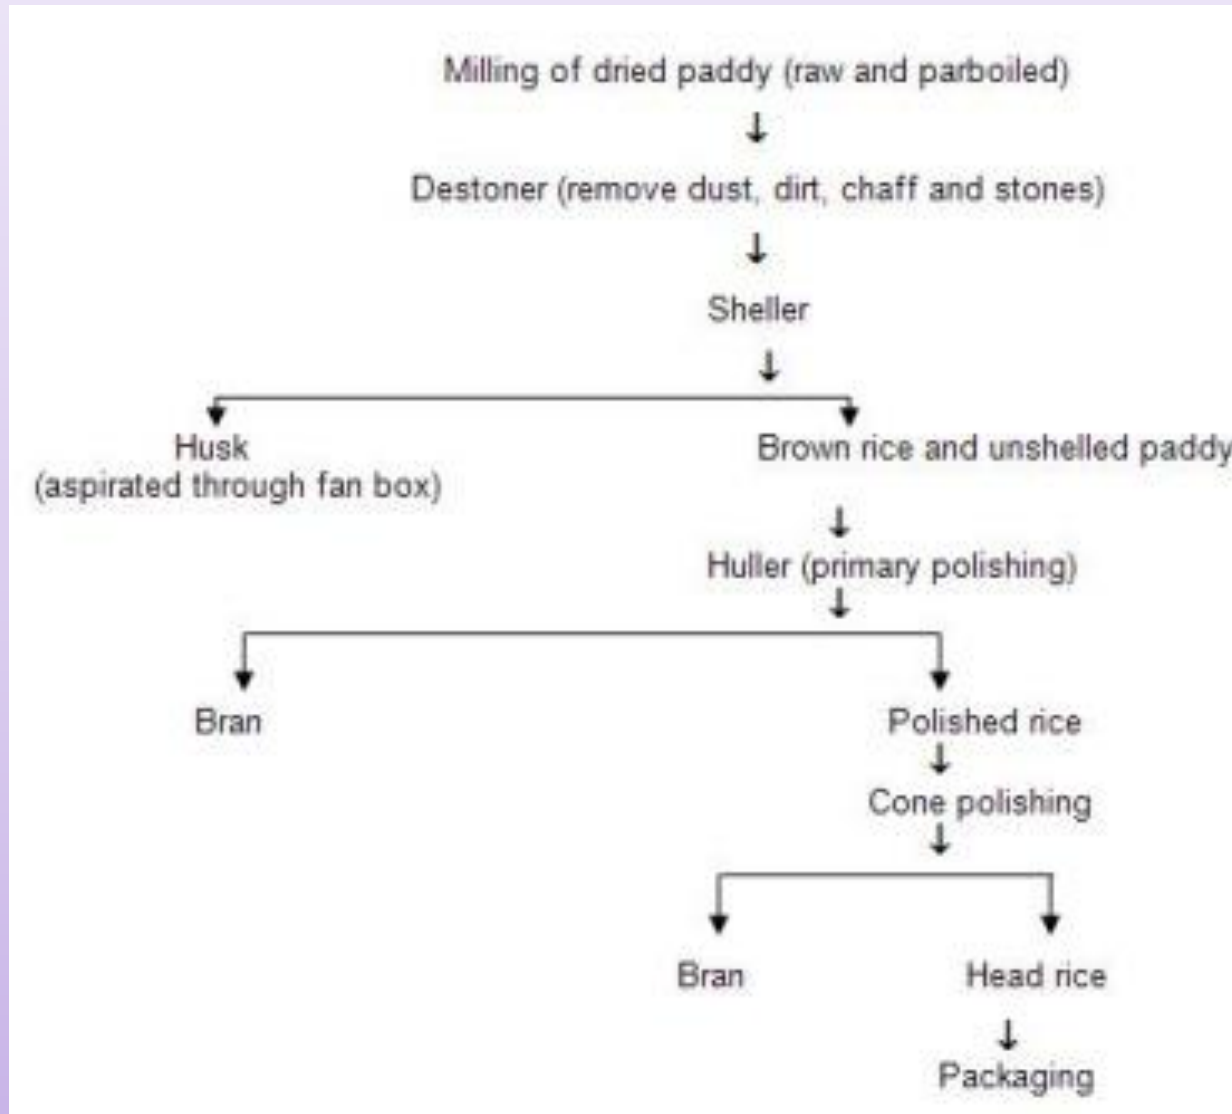 Milling of dried paddy (raw and parboiled)
Destoner (remove dust, dirt, chaff and stones)
Sheller
Husk
(aspirated through fan box)
Brown rice and unshelled paddy
Huller (primary polishing)
Bran
Polished rice
Cone polishing
Bran
Head rice
Packaging